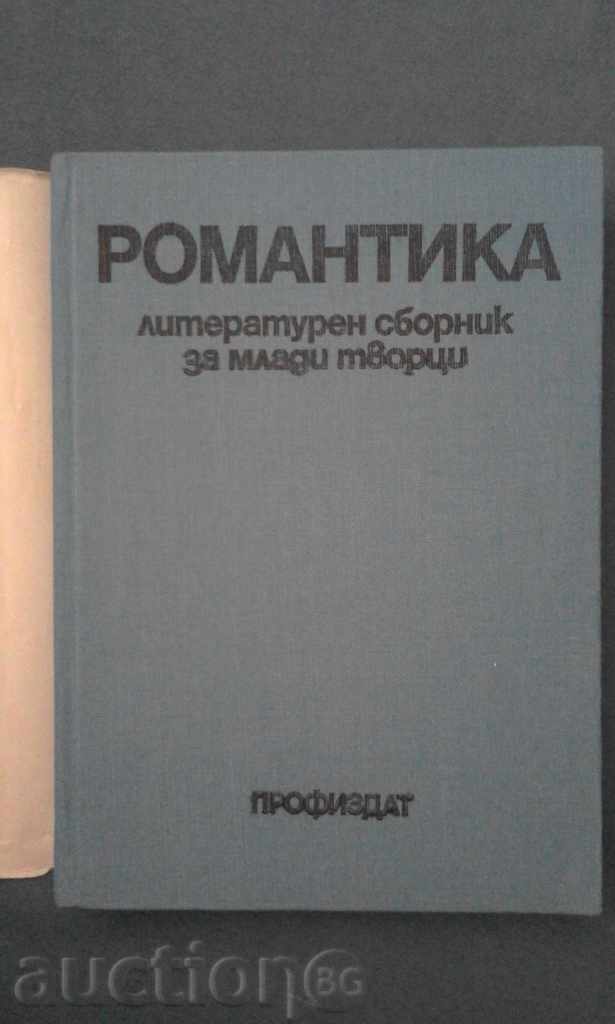 РОМАНТИКА
литературен сборник
за млади творци
ПРОФИЗДАТ
auction BG